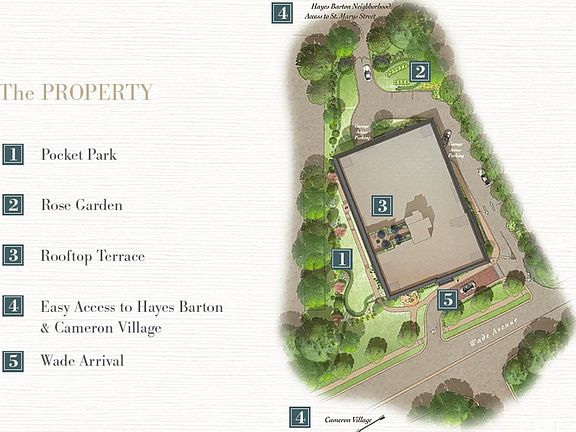 The PROPERTY
1 Pocket Park
2 Rose Garden
3 Rooftop Terrace
4 Easy Access to Hayes Barton
& Cameron Village
5 Wade Arrival
4
Hayes Barton Neighborhood
Access to St. Marys Street
2
Garage
Access
Parking
Garage
Access
Parking
3
1
5
Wade Avenue
4
Cameron Village